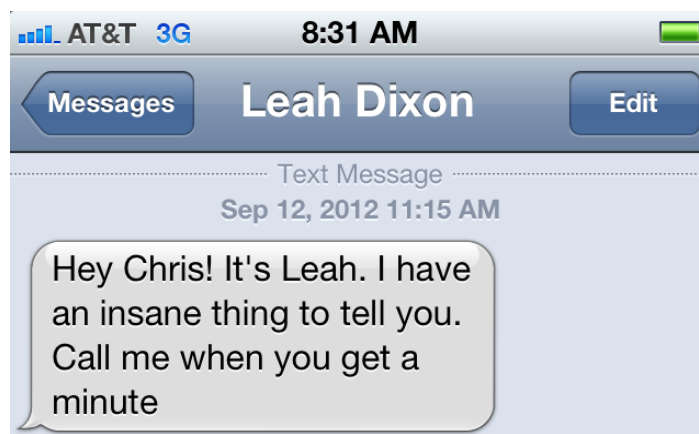 AT&T 3G 8:31 AM
Messages Leah Dixon Edit
Text Message
Sep 12, 2012 11:15 AM
Hey Chris! It's Leah. I have
an insane thing to tell you.
Call me when you get a
minute